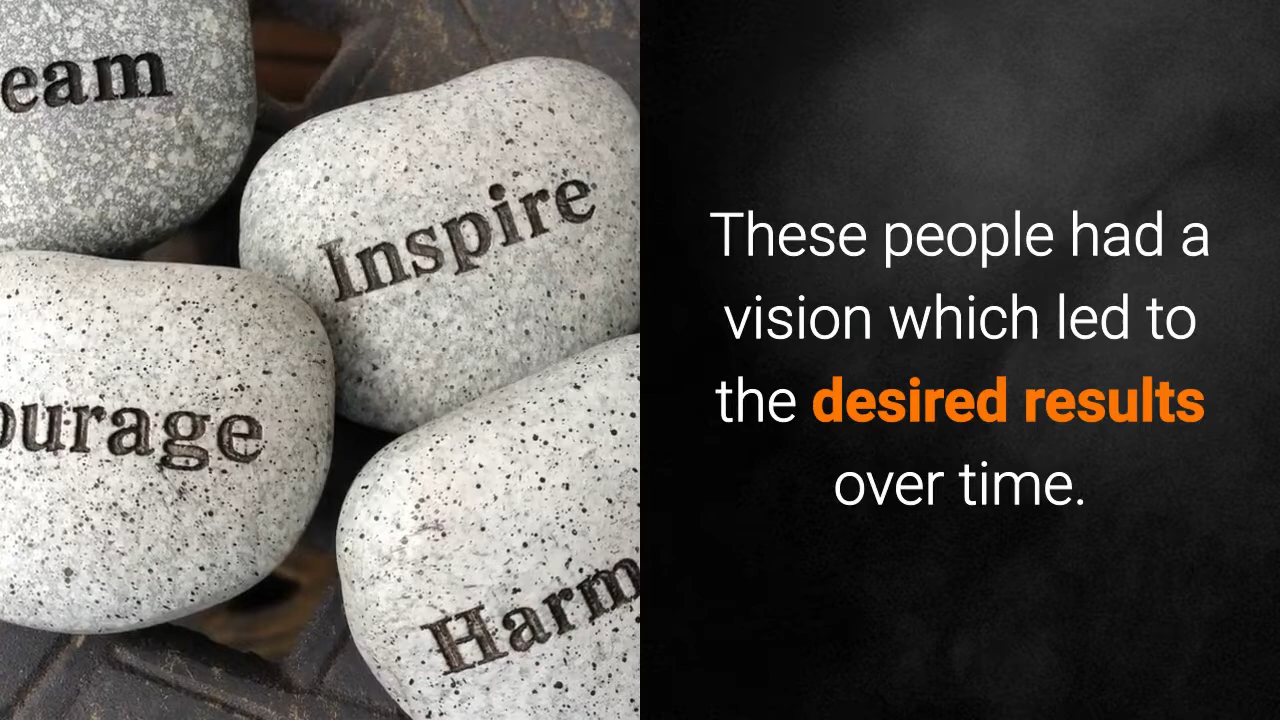 eam
Inspire
ourage
Harm
These people had a
vision which led to
the desired results
over time.